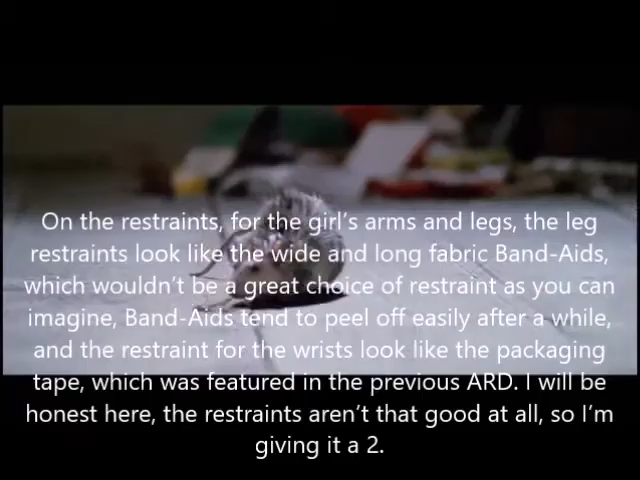 On the restraints, for the girl’s arms and legs, the leg
restraints look like the wide and long fabric Band-Aids,
which wouldn’t be a great choice of restraint as you can
imagine, Band-Aids tend to peel off easily after a while,
and the restraint for the wrists look like the packaging
tape, which was featured in the previous ARD. I will be
honest here, the restraints aren’t that good at all, so I’m
giving it a 2.